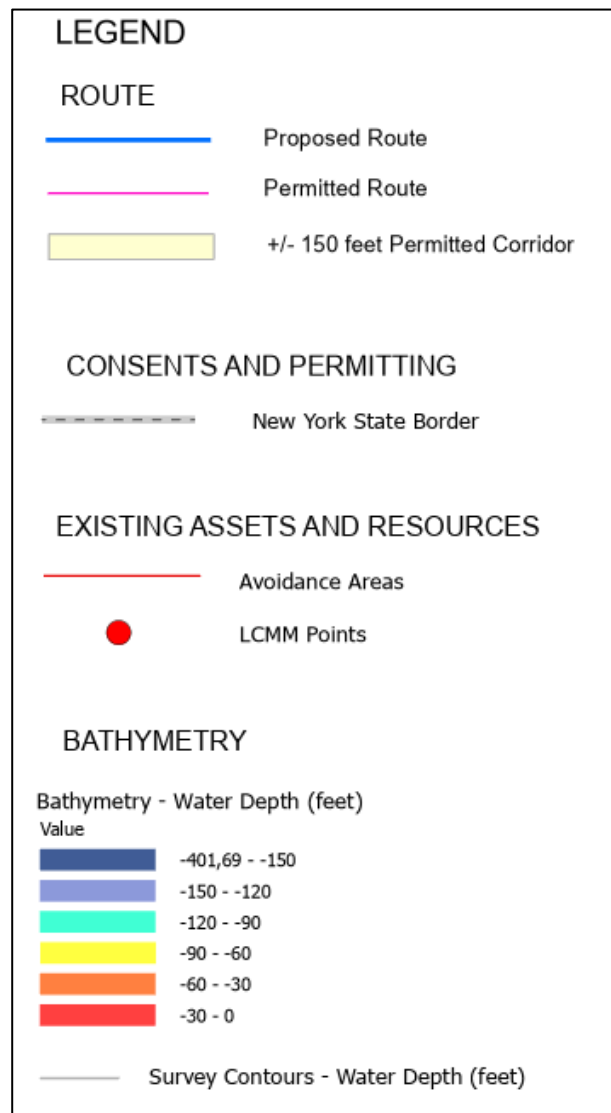 LEGEND
ROUTE
Proposed Route
Permitted Route
+/- 150 feet Permitted Corridor
CONSENTS AND PERMITTING
New York State Border
EXISTING ASSETS AND RESOURCES
Avoidance Areas
LCMM Points
BATHYMETRY
Bathymetry - Water Depth (feet)
Value
-401,69 - -150
-150 - -120
-120 - -90
-90 - -60
-60 - -30
-30 - 0
Survey Contours - Water Depth (feet)